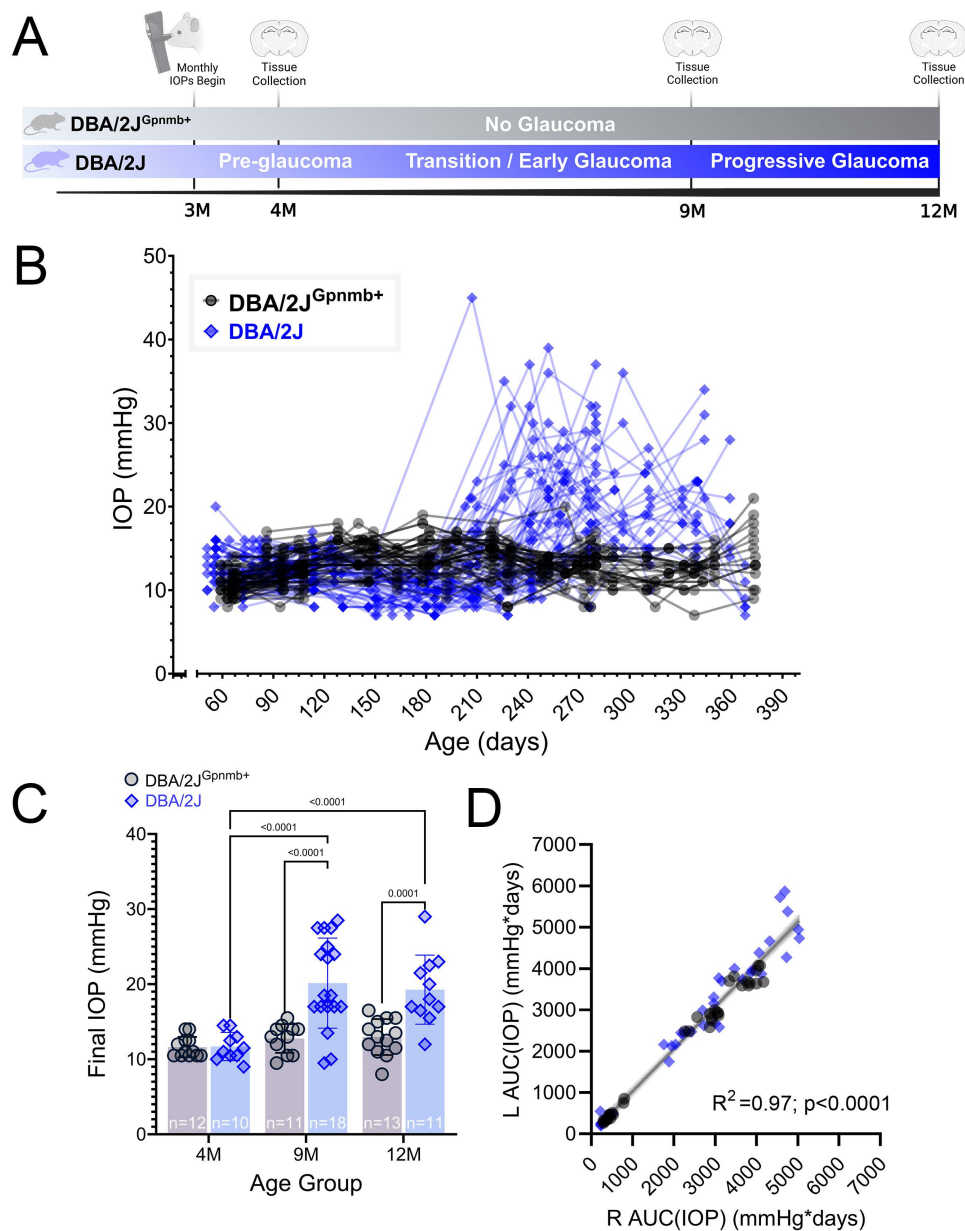 A
Monthly
IOPs Begin
Tissue
Collection
Tissue
Collection
Tissue
Collection
DBA/2J^Gpnmb+
No Glaucoma
DBA/2J
Pre-glaucoma
Transition / Early Glaucoma
Progressive Glaucoma
3M
4M
9M
12M
B
IOP (mmHg)
50
40
30
20
10
0
DBA/2J^Gpnmb+
DBA/2J
60
90
120
150
180
210
240
270
300
330
360
390
Age (days)
C
DBA/2J^Gpnmb+
DBA/2J
Final IOP (mmHg)
40
30
20
10
0
<0.0001
<0.0001
<0.0001
0.0001
n=12
n=10
n=11
n=18
n=13
n=11
4M
9M
12M
Age Group
D
L AUC(IOP) (mmHg*days)
7000
6000
5000
4000
3000
2000
1000
0
R²=0.97; p<0.0001
0
1000
2000
3000
4000
5000
6000
7000
R AUC(IOP) (mmHg*days)